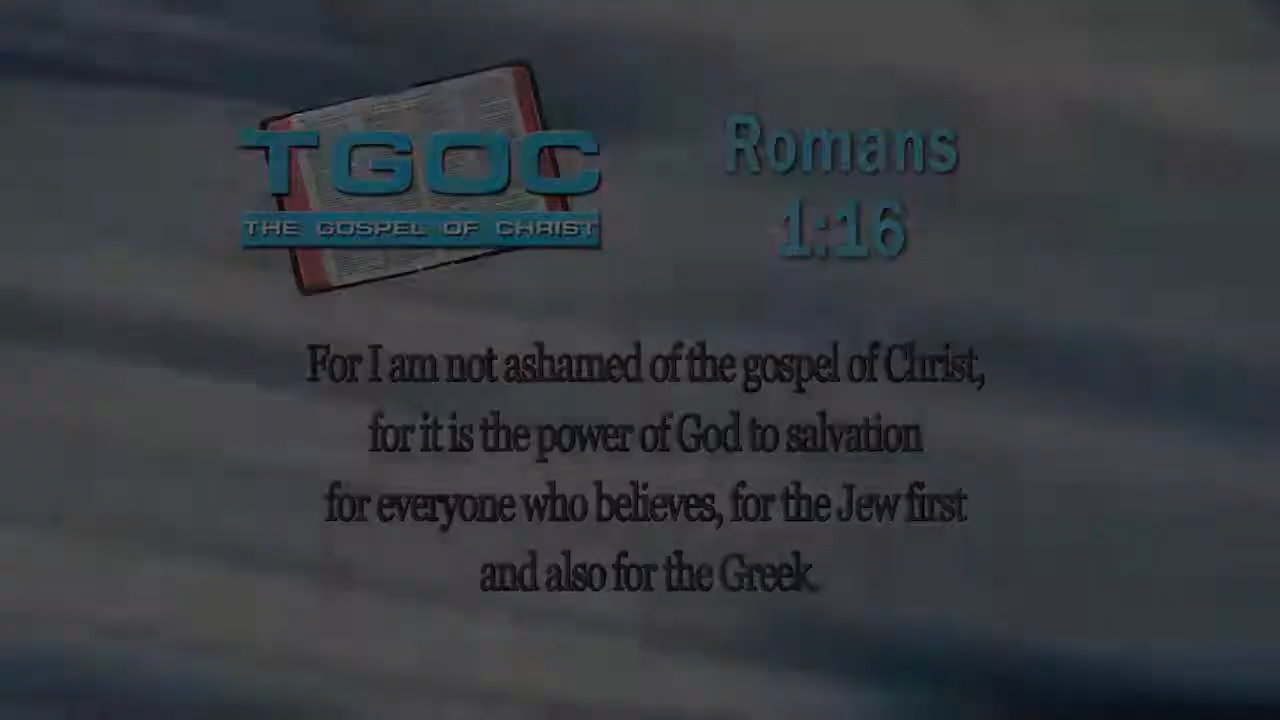 TGOC
THE GOSPEL OF CHRIST
Romans
1:16
For I am not ashamed of the gospel of Christ,
for it is the power of God to salvation
for everyone who believes, for the Jew first
and also for the Greek.